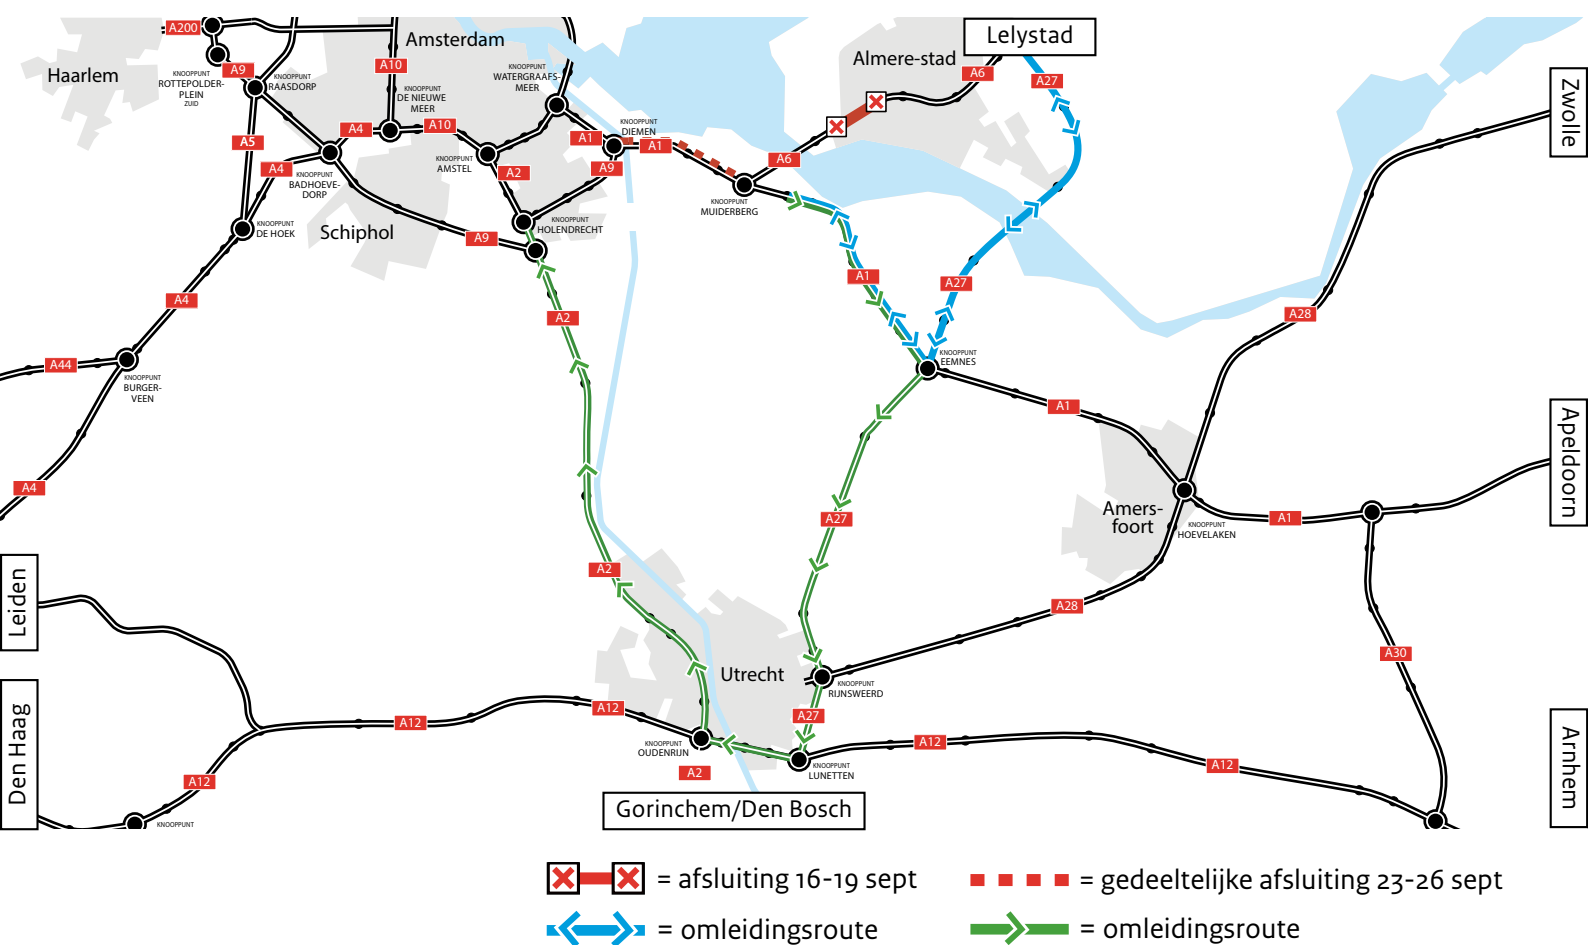 A200
Amsterdam
Lelystad
Haarlem
A9
KNOOPPUNT
ROTTEPOLDER-
PLEIN
ZUID
KNOOPPUNT
RAASDORP
A10
KNOOPPUNT
DE NIEUWE
MEER
KNOOPPUNT
WATERGRAAFS-
MEER
Almere-stad
A6
A27
Zwolle
A5
A4
A10
KNOOPPUNT
AMSTEL
A1
KNOOPPUNT
DIEMEN
A1
A9
A2
A6
A4
KNOOPPUNT
BADHOEVE-
DORP
KNOOPPUNT
MUIDERBERG
KNOOPPUNT
DE HOEK
Schiphol
A9
KNOOPPUNT
HOLENDRECHT
A1
A27
A4
A2
A28
A44
KNOOPPUNT
BURGER-
VEEN
KNOOPPUNT
EEMNES
A1
Apeldoorn
A4
Amers-
foort
KNOOPPUNT
HOEVELAKEN
A1
A27
Leiden
A2
A28
A30
Utrecht
KNOOPPUNT
RIJNSWEERD
Den Haag
A12
A12
A27
KNOOPPUNT
OUDENRIJN
A2
A12
KNOOPPUNT
LUNETTEN
A12
Arnhem
A12
KNOOPPUNT
Gorinchem/Den Bosch
= afsluiting 16-19 sept
= gedeeltelijke afsluiting 23-26 sept
= omleidingsroute
= omleidingsroute